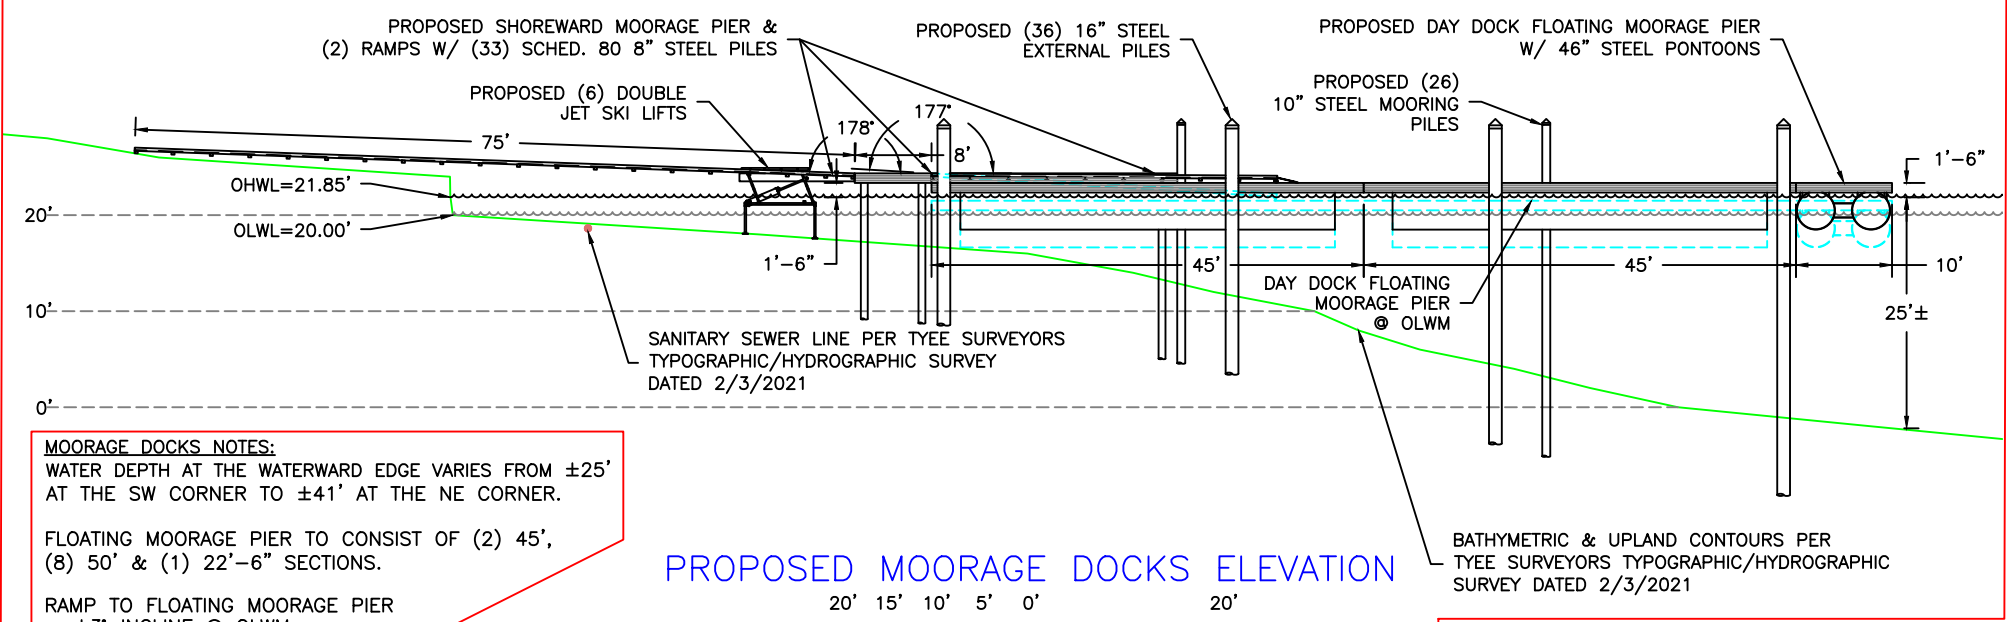 PROPOSED SHOREWARD MOORAGE PIER &
(2) RAMPS W/ (33) SCHED. 80 8" STEEL PILES
PROPOSED (36) 16" STEEL
EXTERNAL PILES
PROPOSED DAY DOCK FLOATING MOORAGE PIER
W/ 46" STEEL PONTOONS
PROPOSED (6) DOUBLE
JET SKI LIFTS
PROPOSED (26)
10" STEEL MOORING
PILES
75'
178°
177°
8'
1'-6"
OHWL=21.85'
20'
OLWL=20.00'
1'-6"
45'
45'
10'
DAY DOCK FLOATING
MOORAGE PIER
@ OLWM
25'±
10'
SANITARY SEWER LINE PER TYEE SURVEYORS
TYPOGRAPHIC/HYDROGRAPHIC SURVEY
DATED 2/3/2021
0'
MOORAGE DOCKS NOTES:
WATER DEPTH AT THE WATERWARD EDGE VARIES FROM ±25'
AT THE SW CORNER TO ±41' AT THE NE CORNER.
FLOATING MOORAGE PIER TO CONSIST OF (2) 45',
(8) 50' & (1) 22'-6" SECTIONS.
RAMP TO FLOATING MOORAGE PIER
INCLINE @ OLWM
BATHYMETRIC & UPLAND CONTOURS PER
TYEE SURVEYORS TYPOGRAPHIC/HYDROGRAPHIC
SURVEY DATED 2/3/2021
PROPOSED MOORAGE DOCKS ELEVATION
20' 15' 10' 5' 0' 20'